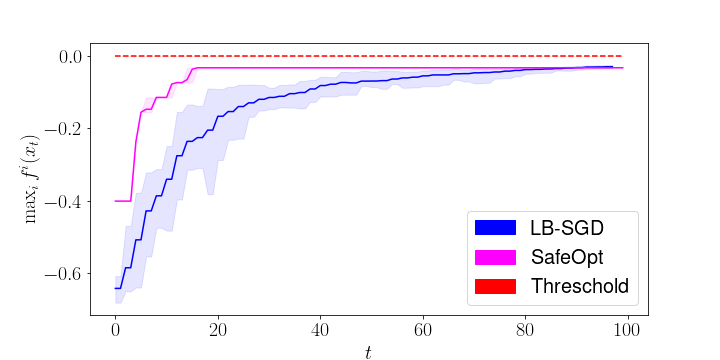 0.0
−0.2
−0.4
−0.6
max_i f^i(x_t)
LB-SGD
SafeOpt
Threschold
0 20 40 60 80 100
t